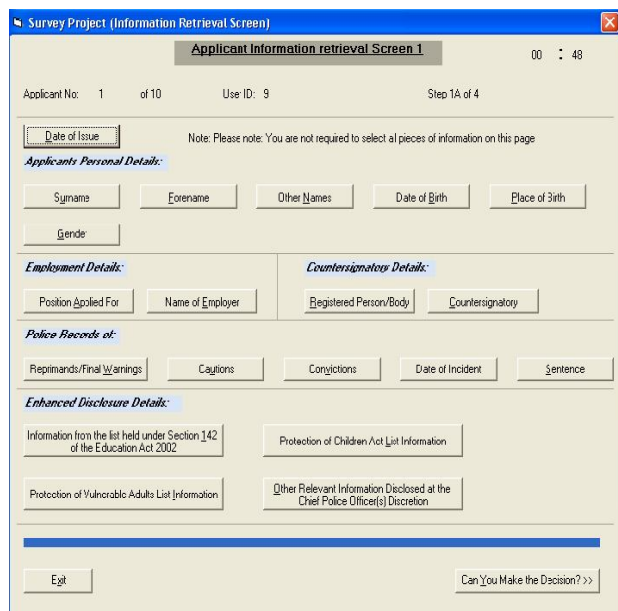 Survey Project (Information Retrieval Screen)
Applicant Information retrieval Screen 1
00 : 48
Applicant No: 1 of 10 User ID: 9 Step 1A of 4
Date of Issue Note: Please note: You are not required to select al pieces of information on this page
Applicants Personal Details:
Surname Forename Other Names Date of Birth Place of Birth
Gender
Employment Details: Countersignatory Details:
Position Applied For Name of Employer Registered Person/Body Countersignatory
Police Records of:
Reprimands/Final Warnings Cautions Convictions Date of Incident Sentence
Enhanced Disclosure Details:
Information from the list held under Section 142
of the Education Act 2002
Protection of Children Act List Information
Protection of Vulnerable Adults List Information
Other Relevant Information Disclosed at the
Chief Police Officer(s) Discretion
Exit Can You Make the Decision? >>